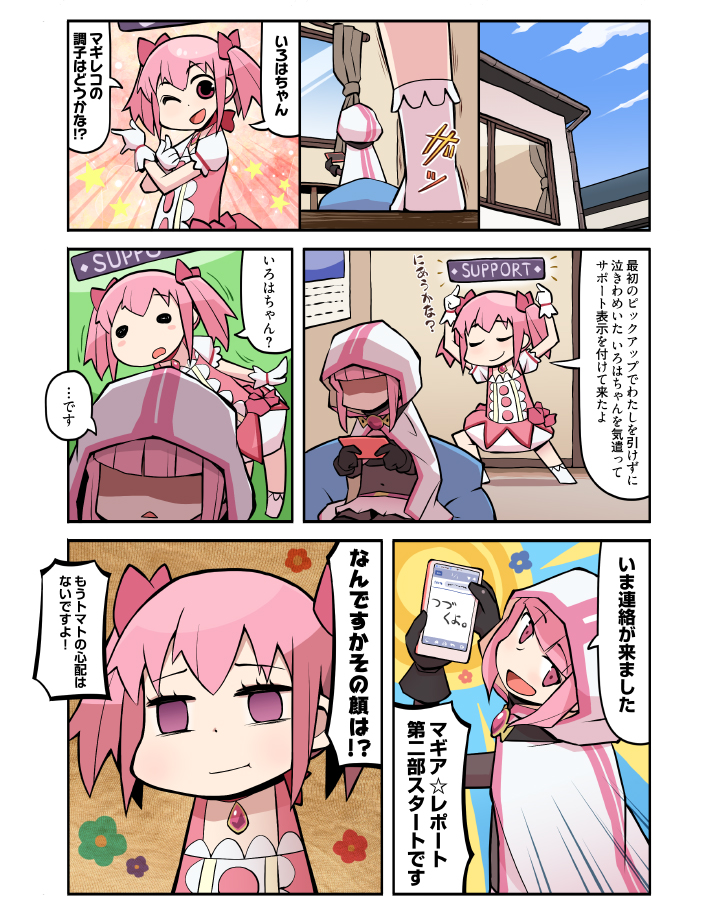 ザッ
いろはちゃん
マギレコの
調子はどうかな!?
最初のピックアップでわたしを引けずに
泣きわめいたいろはちゃんを気遣って
サポート表示を付けて来たよ
SUPPORT
にあうかな?
SUPPO
いろはちゃん?
…です
いま連絡が来ました
つづ
くよ。
マギア☆レポート
第二部スタートです
なんですかその顔は!?
もうトマトの心配は
ないですよ!